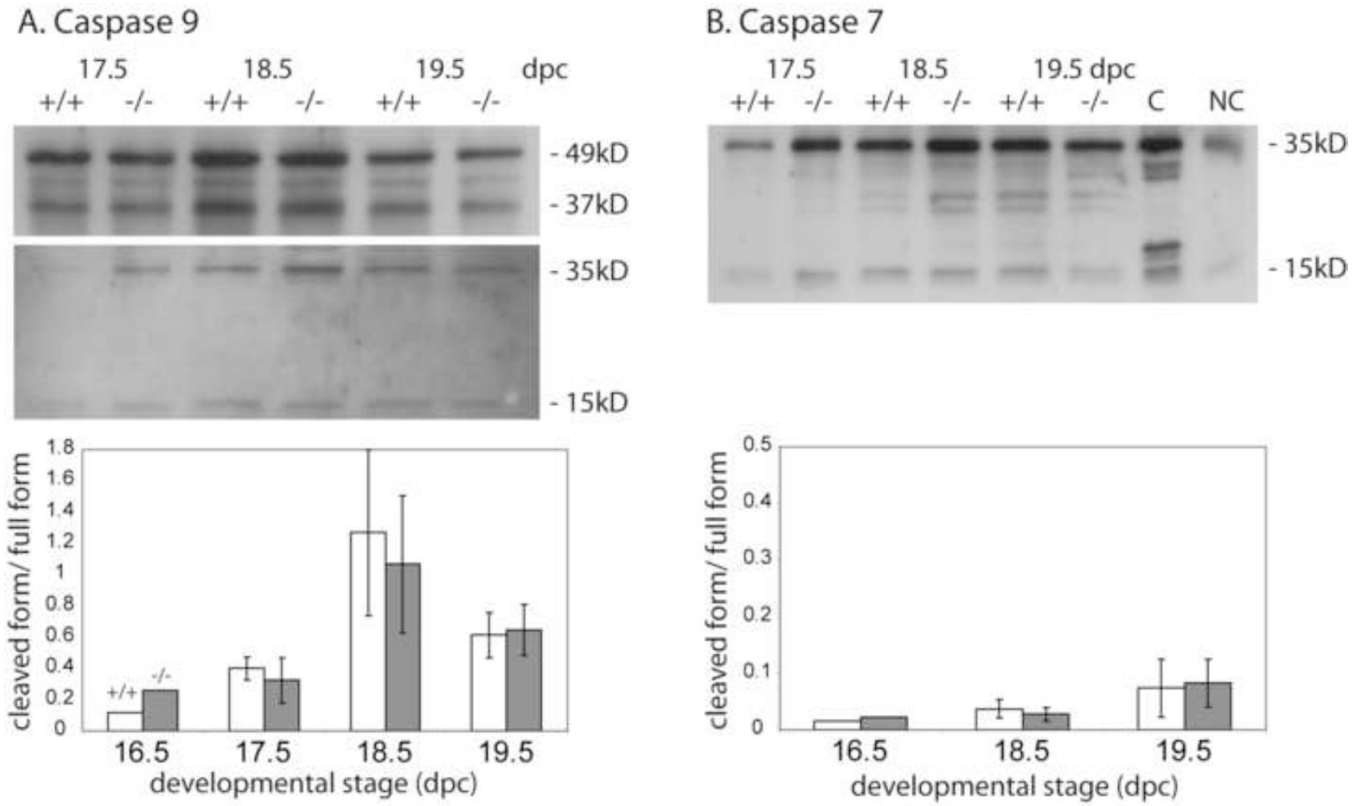 A. Caspase 9
17.5 18.5 19.5 dpc
+/+ -/- +/+ -/- +/+ -/-
- 49kD
- 37kD
- 35kD
- 15kD
cleaved form/ full form
1.8
1.6
1.4
1.2
1
0.8
0.6
0.4
0.2
0
+/+ -/-
16.5 17.5 18.5 19.5
developmental stage (dpc)
B. Caspase 7
17.5 18.5 19.5 dpc
+/+ -/- +/+ -/- +/+ -/- C NC
- 35kD
- 15kD
cleaved form/ full form
0.5
0.4
0.3
0.2
0.1
0
16.5 18.5 19.5
developmental stage (dpc)